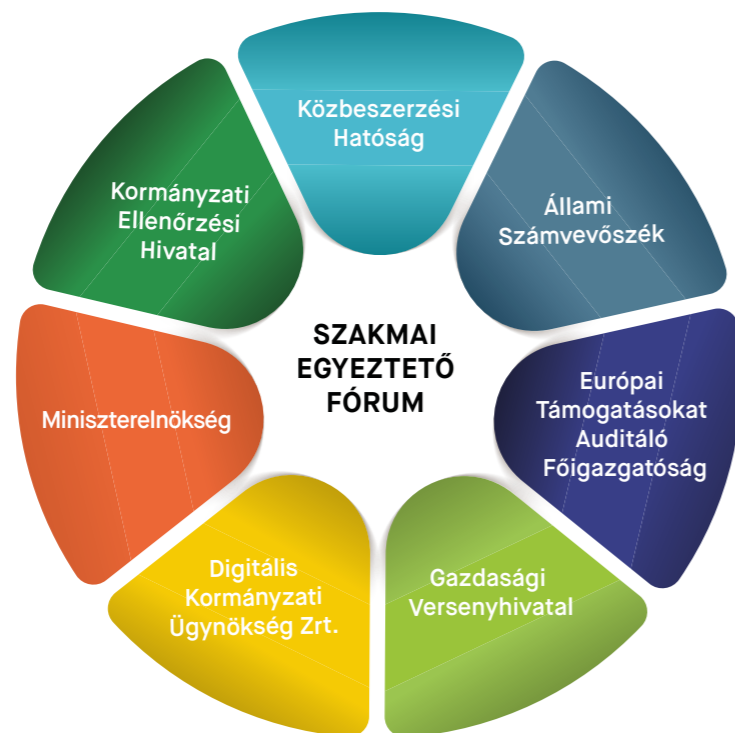 Közbeszerzési
Hatóság
Állami
Számvevőszék
Európai
Támogatásokat
Auditáló
Főigazgatóság
Gazdasági
Versenyhivatal
Digitális
Kormányzati
Ügynökség Zrt.
Miniszterelnökség
Kormányzati
Ellenőrzési
Hivatal
SZAKMAI
EGYEZTETŐ
FÓRUM